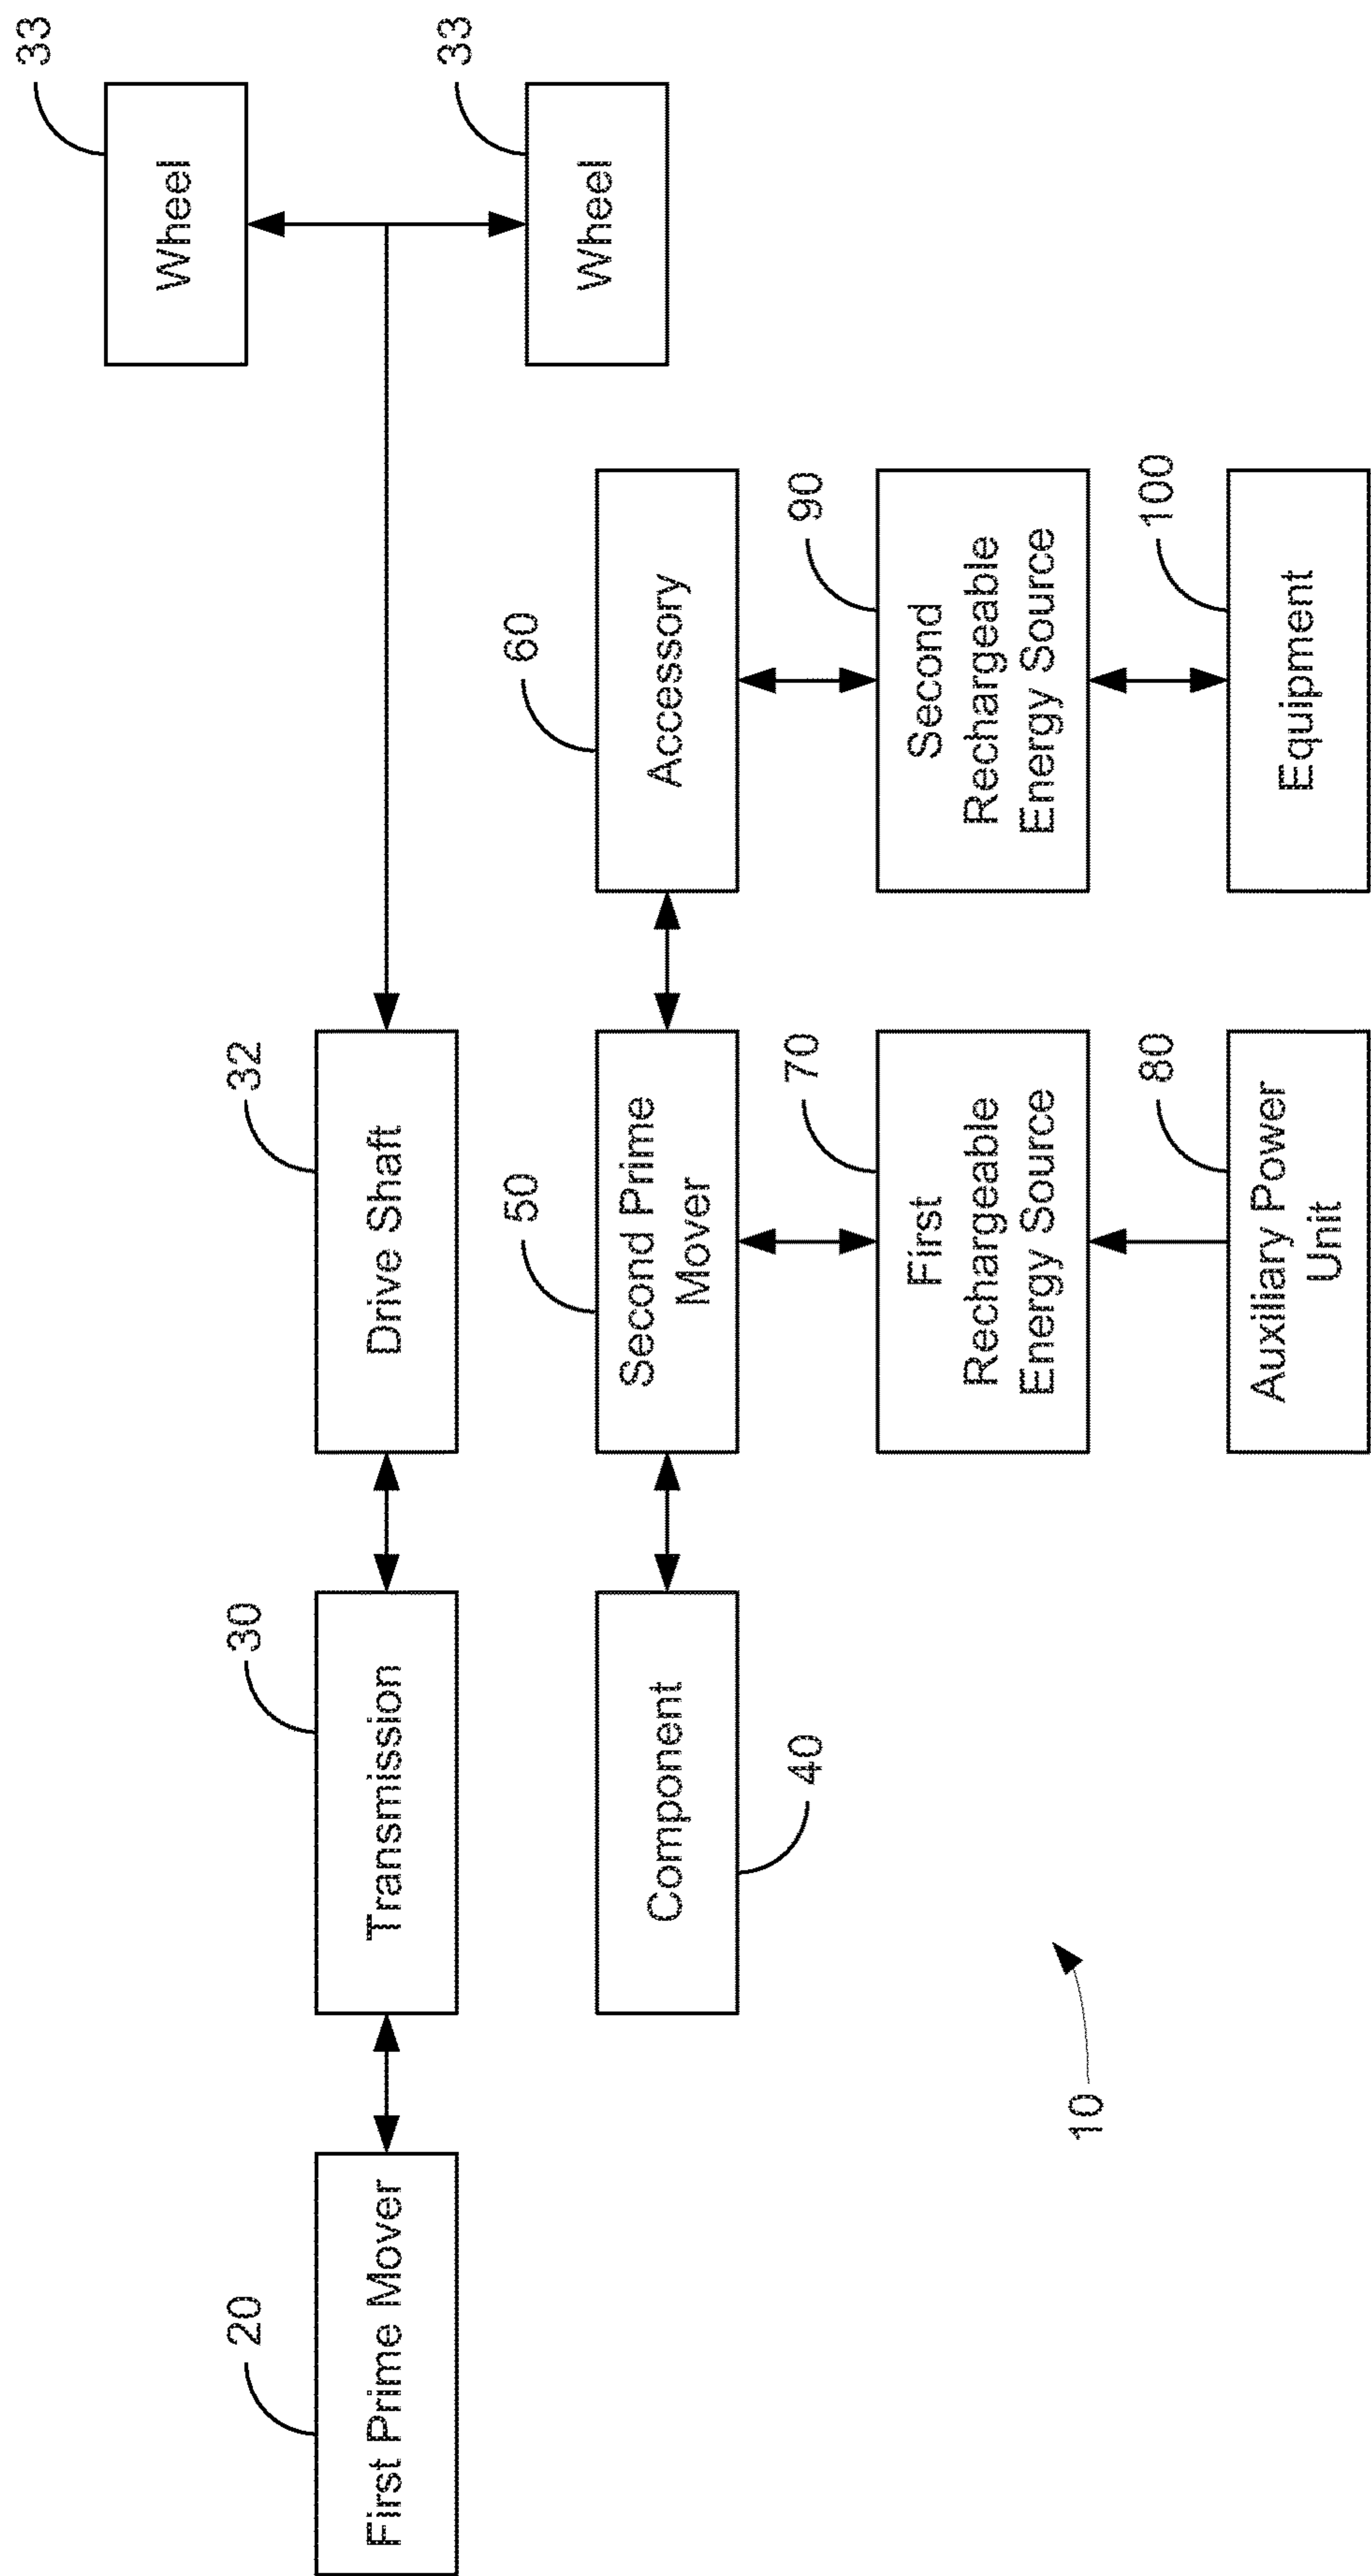 33
Wheel
33
Wheel
20
First Prime Mover
30
Transmission
32
Drive Shaft
Component
40
50
Second Prime
Mover
60
Accessory
70
First
Rechargeable
Energy Source
90
Second
Rechargeable
Energy Source
10
80
Auxiliary Power
Unit
100
Equipment